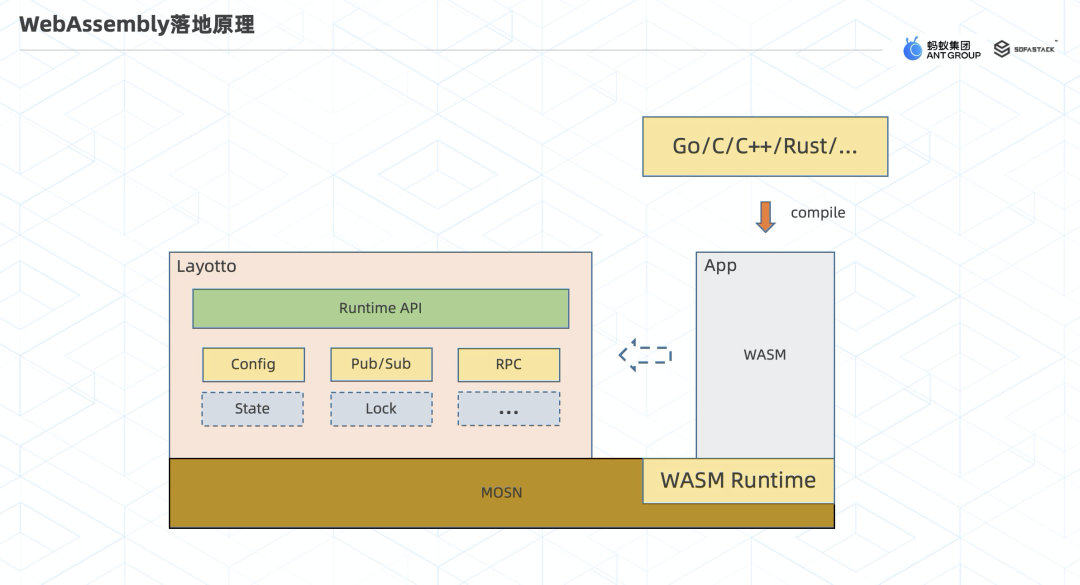 WebAssembly落地原理
蚂蚁集团
ANT GROUP
SOFASTACK
Go/C/C++/Rust/...
compile
Layotto
App
Runtime API
Config
Pub/Sub
RPC
WASM
State
Lock
...
WASM Runtime
MOSN